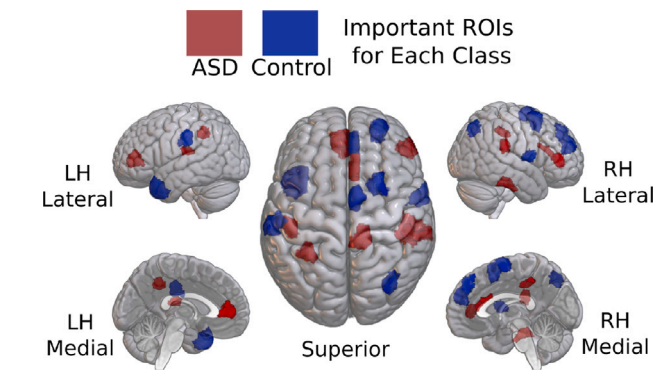 Important ROIs
for Each Class
ASD Control
LH
Lateral
RH
Lateral
LH
Medial
Superior
RH
Medial